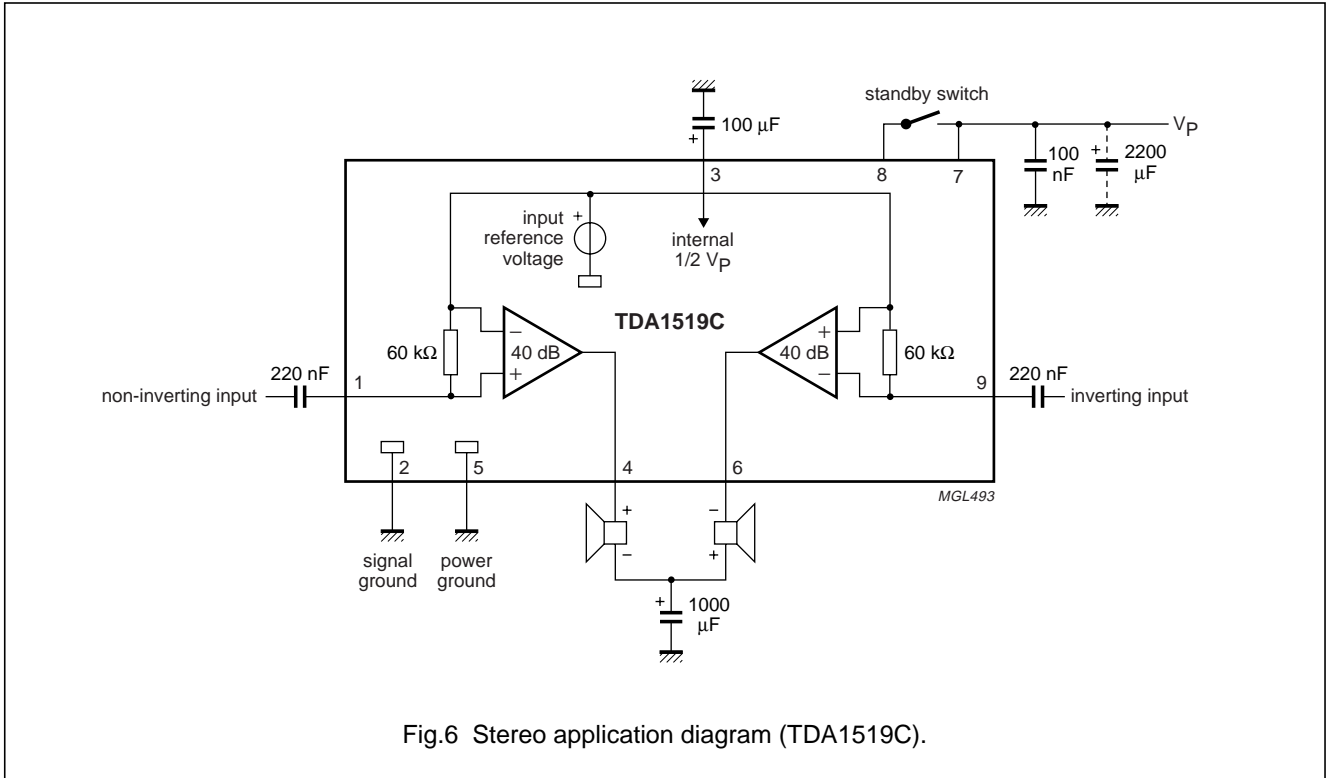 standby switch
100 µF
+
VP
100
nF
+
2200
µF
3
8
7
input
reference
voltage
+
internal
1/2 VP
TDA1519C
60 kΩ
−
+
40 dB
+
−
40 dB
60 kΩ
220 nF
1
non-inverting input
9
220 nF
inverting input
2
5
4
6
MGL493
signal
ground
power
ground
+
−
−
+
+
1000
µF
Fig.6 Stereo application diagram (TDA1519C).